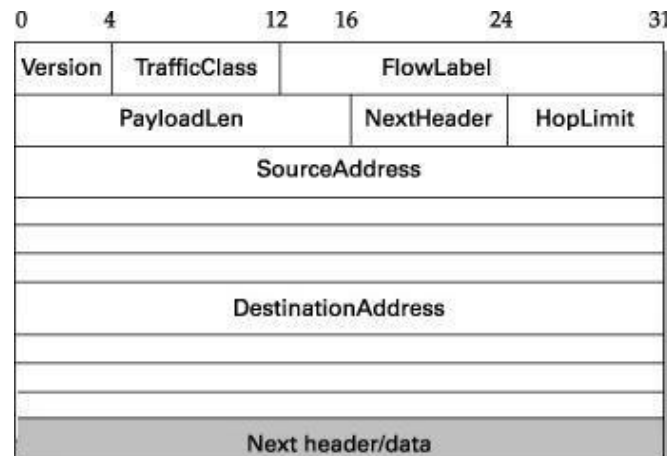 0 4 12 16 24 31
Version TrafficClass FlowLabel
PayloadLen NextHeader HopLimit
SourceAddress
DestinationAddress
Next header/data